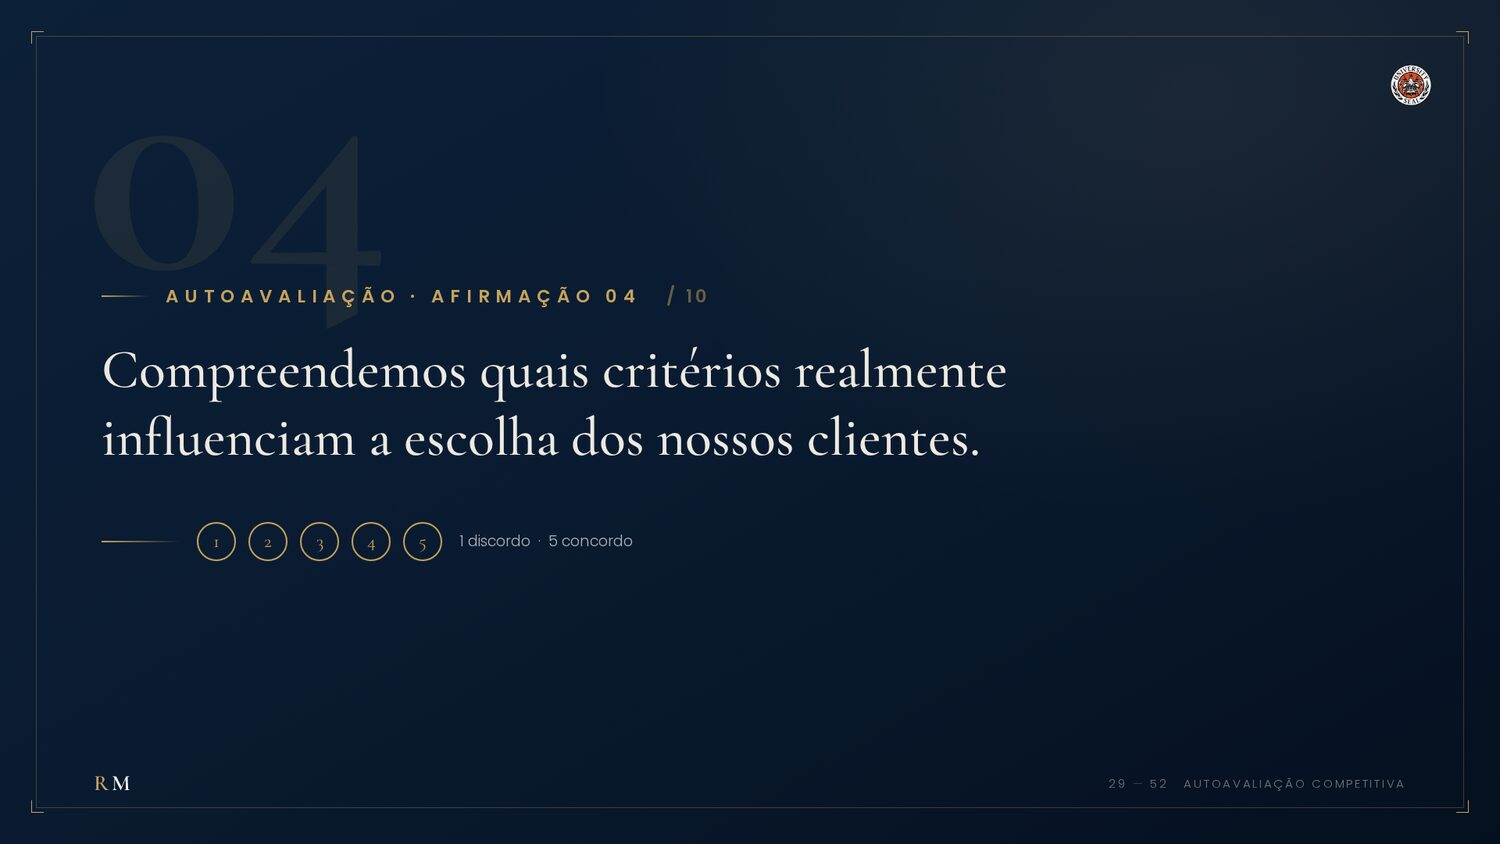 04
AUTOAVALIAÇÃO · AFIRMAÇÃO 04 / 10
Compreendemos quais critérios realmente
influenciam a escolha dos nossos clientes.
1 2 3 4 5 1 discordo · 5 concordo
RM
29 — 52 AUTOAVALIAÇÃO COMPETITIVA